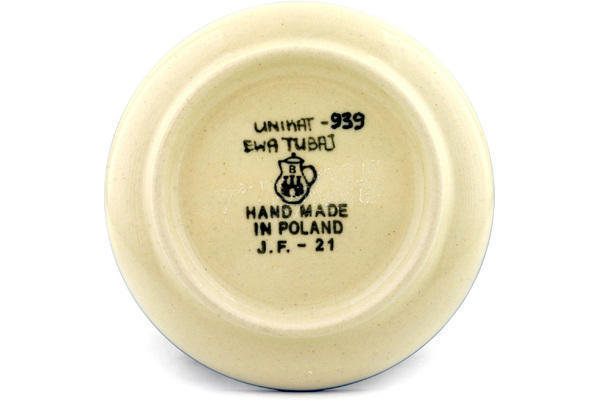 UNIKAT - 939
EWA TUBAJ
B
HAND MADE
IN POLAND
J.F. - 21